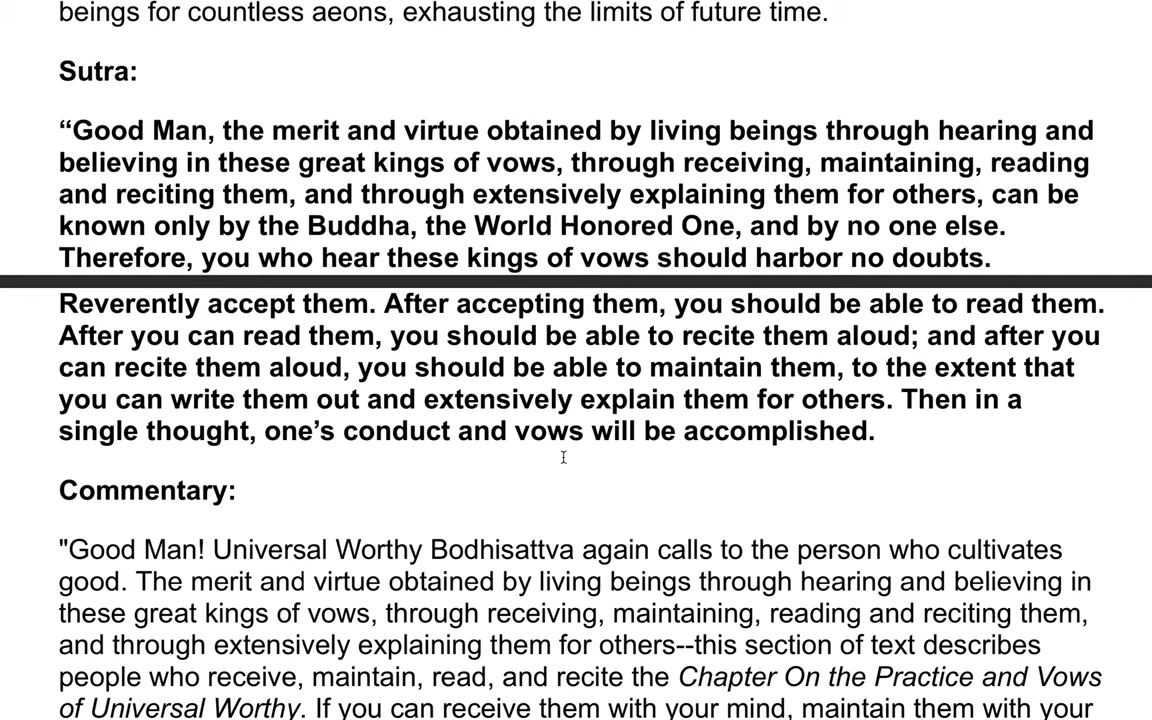 beings for countless aeons, exhausting the limits of future time.
Sutra:
“Good Man, the merit and virtue obtained by living beings through hearing and
believing in these great kings of vows, through receiving, maintaining, reading
and reciting them, and through extensively explaining them for others, can be
known only by the Buddha, the World Honored One, and by no one else.
Therefore, you who hear these kings of vows should harbor no doubts.
Reverently accept them. After accepting them, you should be able to read them.
After you can read them, you should be able to recite them aloud; and after you
can recite them aloud, you should be able to maintain them, to the extent that
you can write them out and extensively explain them for others. Then in a
single thought, one’s conduct and vows will be accomplished.
Commentary:
"Good Man! Universal Worthy Bodhisattva again calls to the person who cultivates
good. The merit and virtue obtained by living beings through hearing and believing in
these great kings of vows, through receiving, maintaining, reading and reciting them,
and through extensively explaining them for others--this section of text describes
people who receive, maintain, read, and recite the Chapter On the Practice and Vows
of Universal Worthy. If you can receive them with your mind, maintain them with your